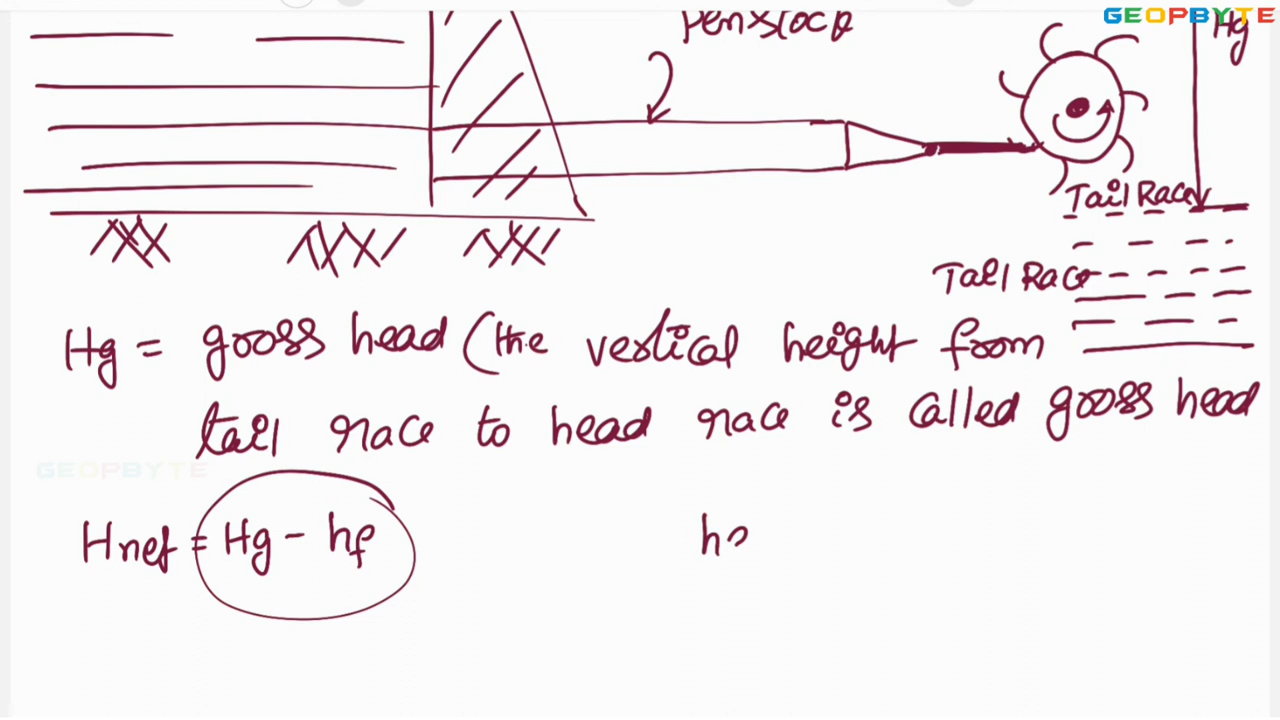 GEOPBYTE
Penstock
Hg
Tail Race
Tail Race
Hg = gross head (the vertical height from
tail race to head race is called gross head
GEOPBYTE
Hnet = Hg - hf
h